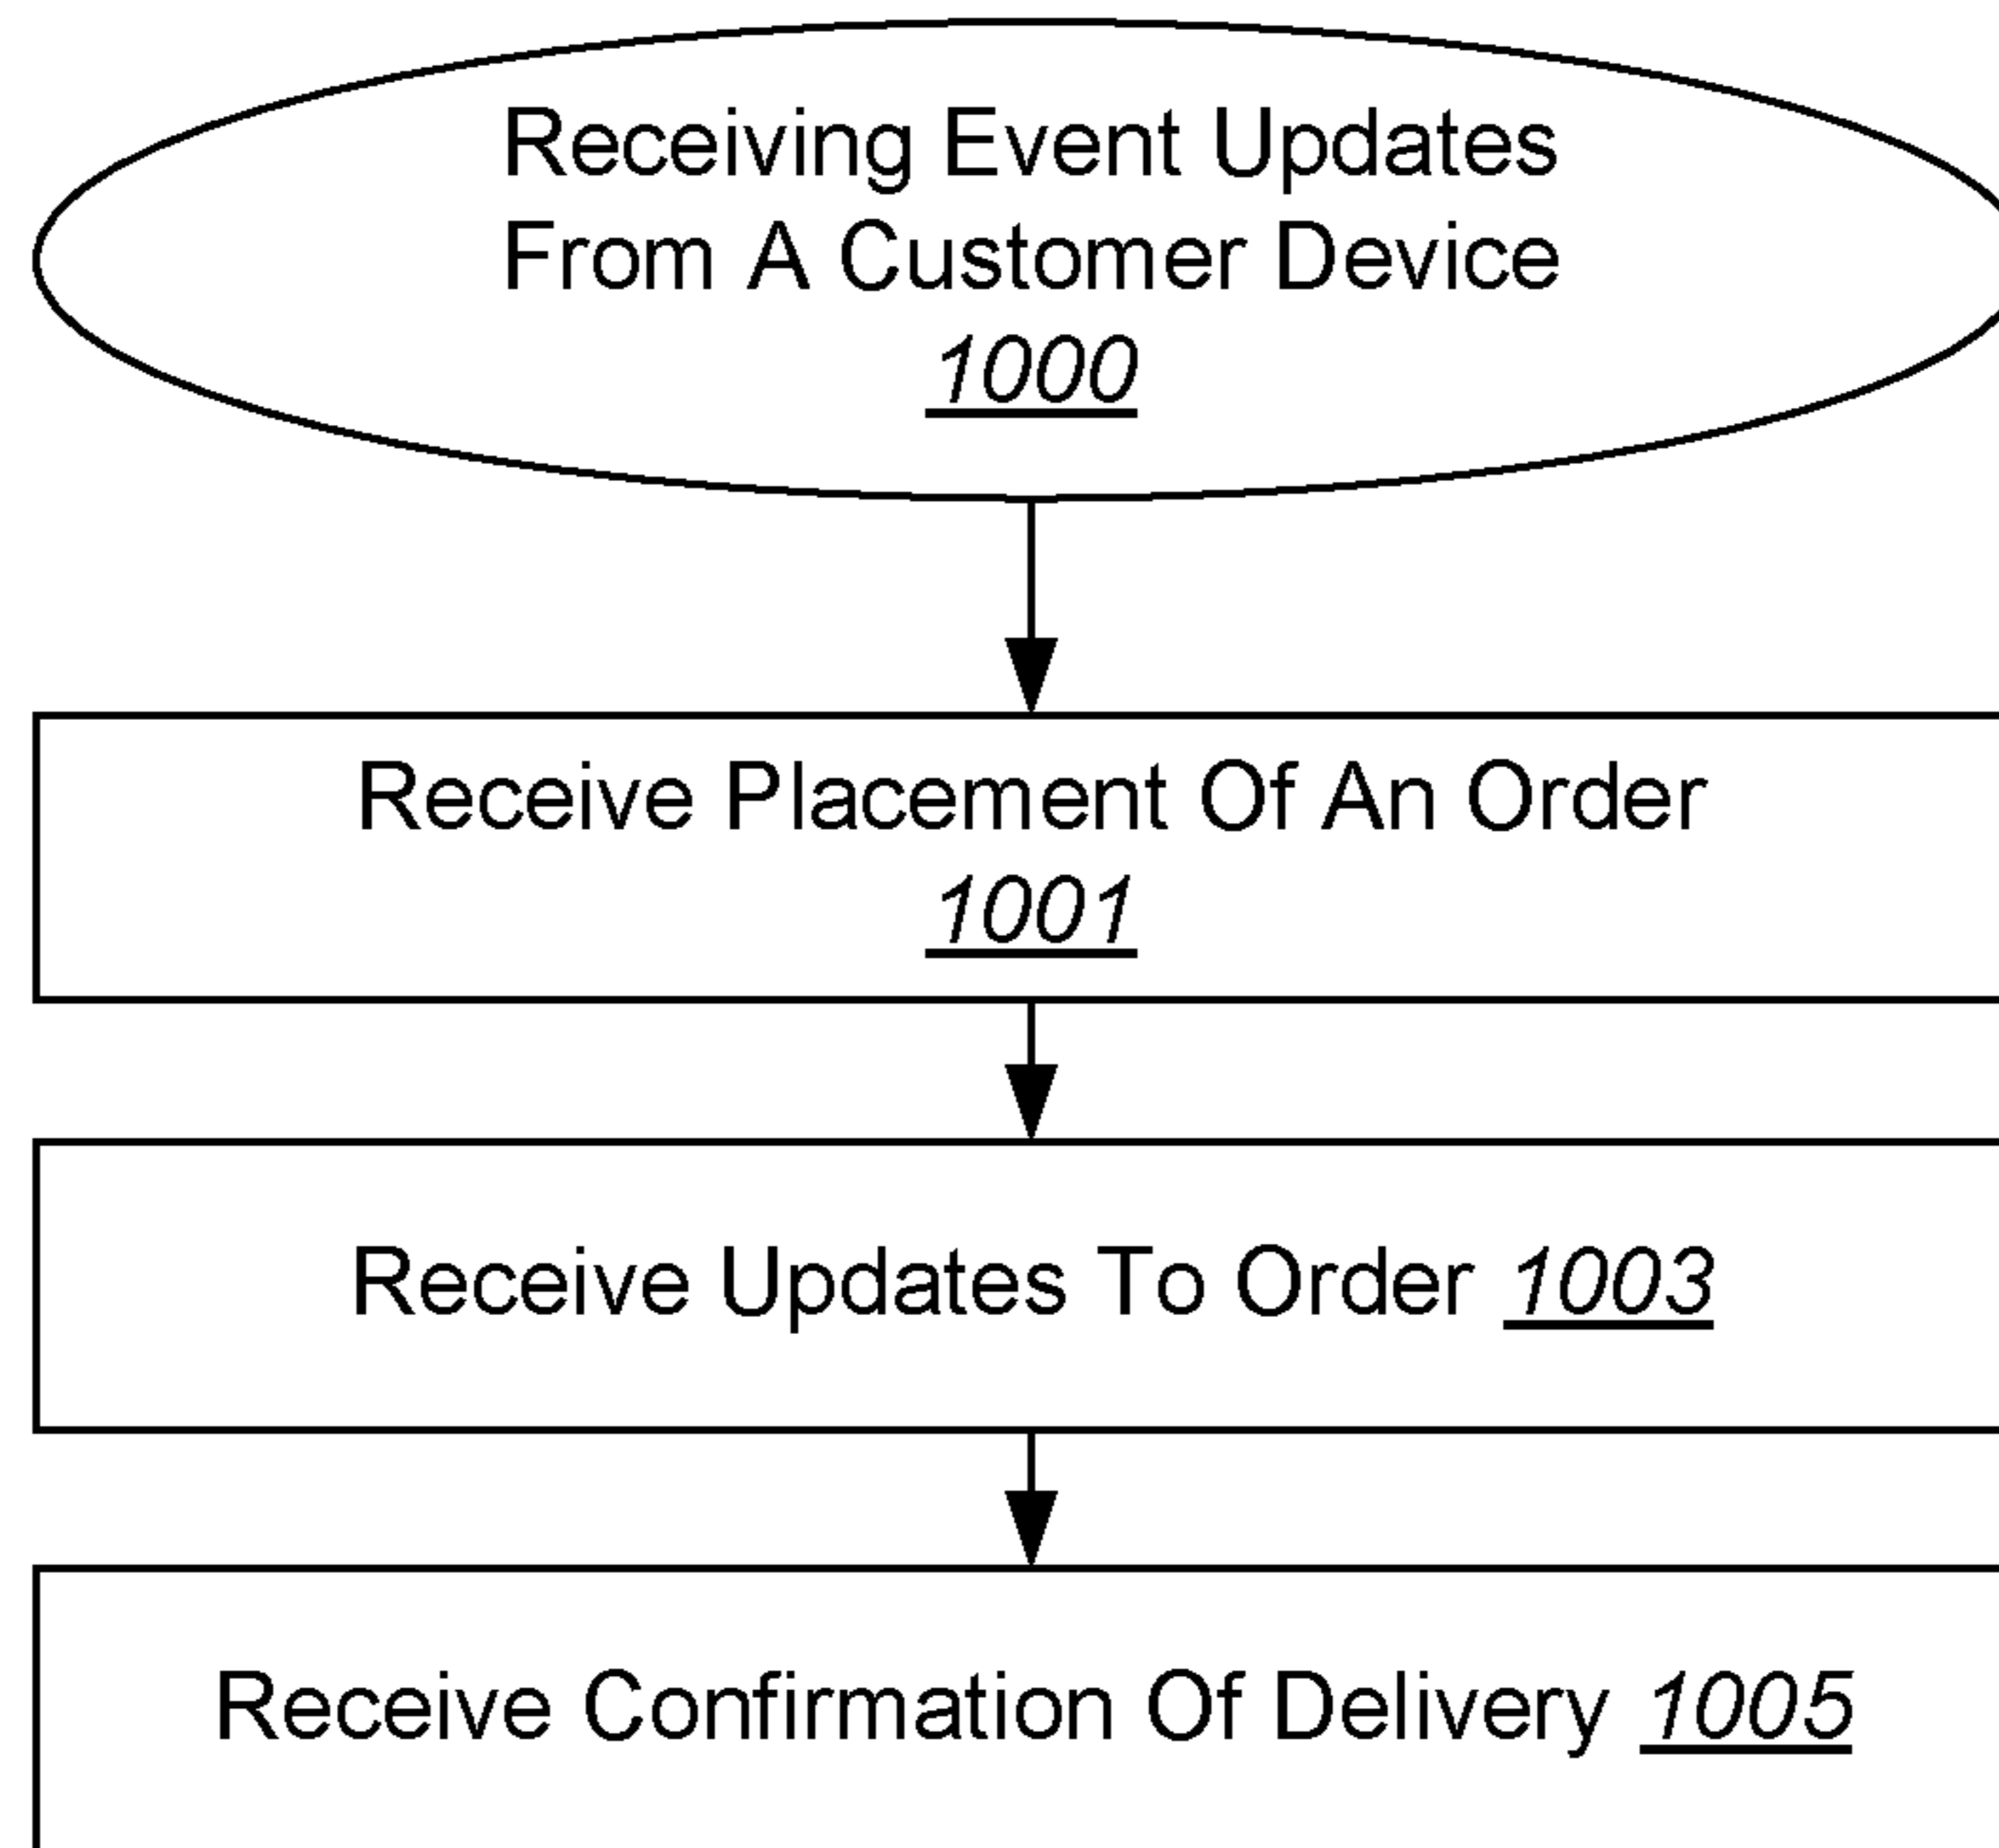 Receiving Event Updates
From A Customer Device
1000
Receive Placement Of An Order
1001
Receive Updates To Order 1003
Receive Confirmation Of Delivery 1005